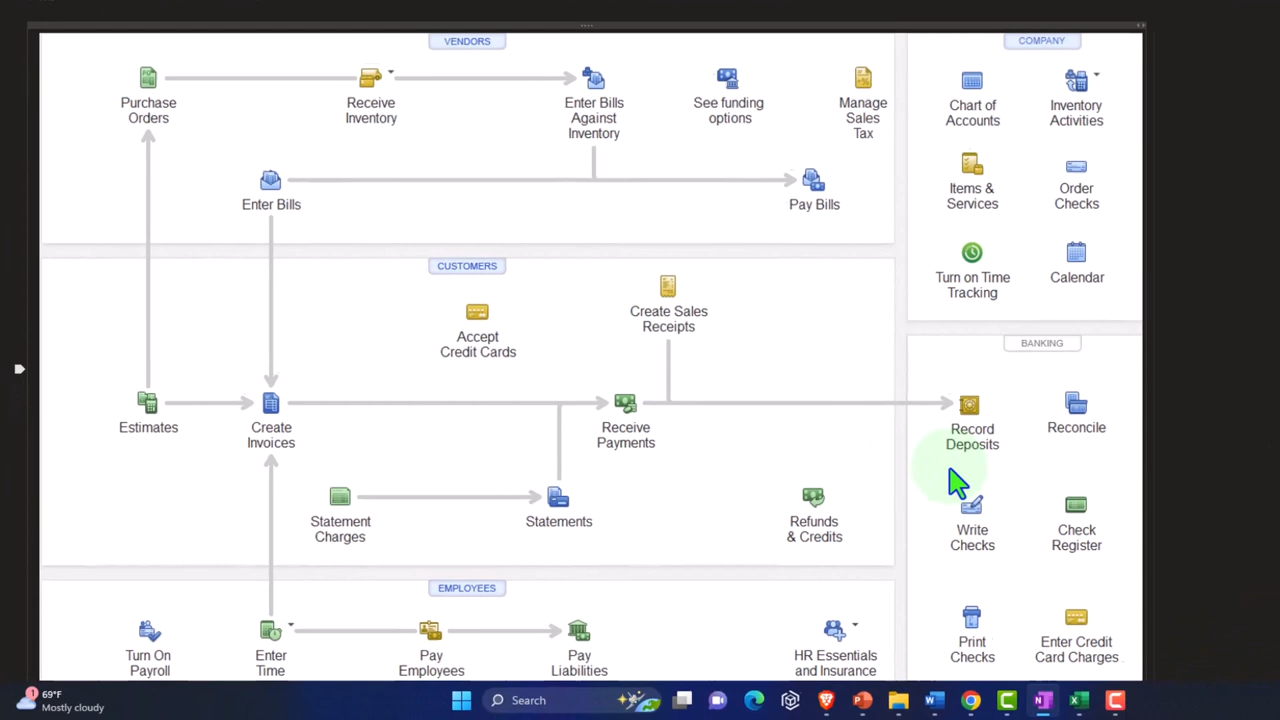 VENDORS
Purchase
Orders
Receive
Inventory
Enter Bills
Against
Inventory
See funding
options
Manage
Sales
Tax
Enter Bills
Pay Bills
COMPANY
Chart of
Accounts
Inventory
Activities
Items &
Services
Order
Checks
Turn on Time
Tracking
Calendar
CUSTOMERS
Create Sales
Receipts
Accept
Credit Cards
Estimates
Create
Invoices
Receive
Payments
Statement
Charges
Statements
Refunds
& Credits
BANKING
Record
Deposits
Reconcile
Write
Checks
Check
Register
Print
Checks
Enter Credit
Card Charges
EMPLOYEES
Turn On
Payroll
Enter
Time
Pay
Employees
Pay
Liabilities
HR Essentials
and Insurance
1
69°F
Mostly cloudy
Search